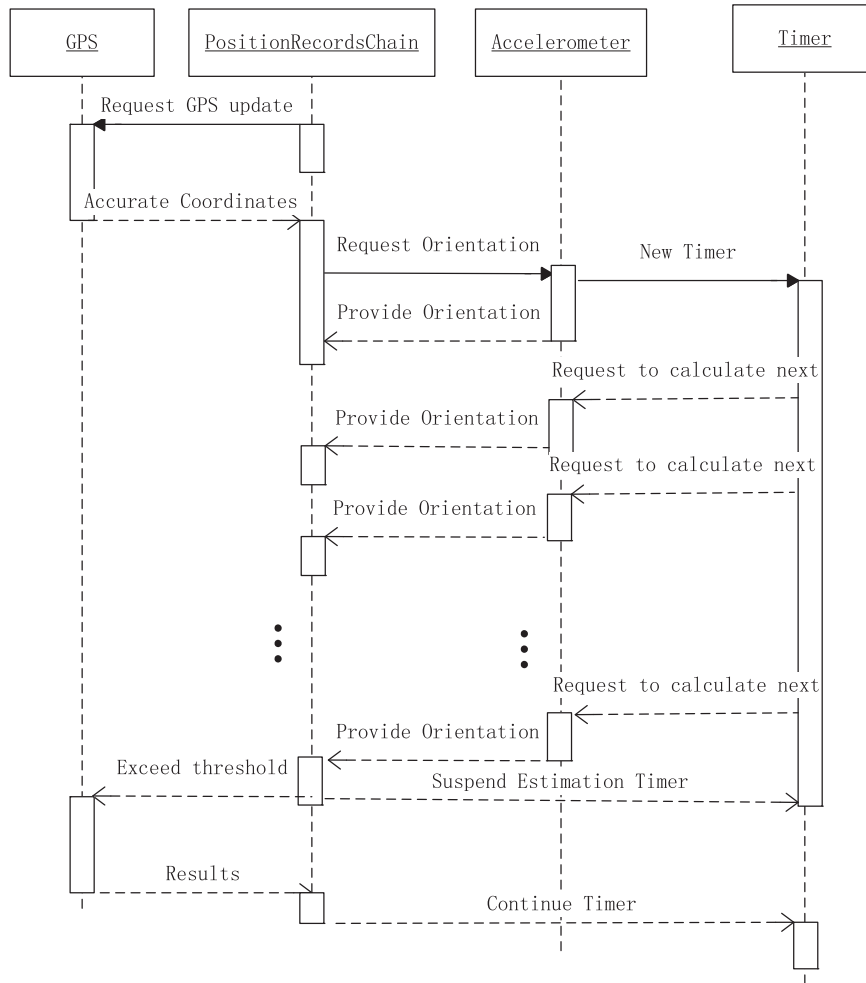 GPS
PositionRecordsChain
Accelerometer
Timer
Request GPS update
Accurate Coordinates
Request Orientation
New Timer
Provide Orientation
Request to calculate next
Provide Orientation
Request to calculate next
Provide Orientation
Request to calculate next
Provide Orientation
Exceed threshold
Suspend Estimation Timer
Results
Continue Timer